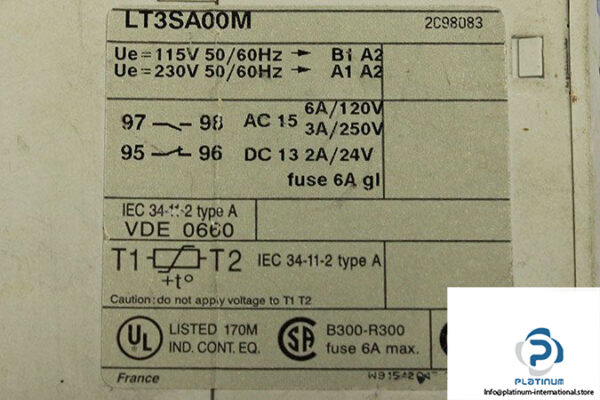 LT3SA00M 2C98083
Ue=115V 50/60Hz → B1 A2
Ue=230V 50/60Hz → A1 A2
97 98 AC 15 6A/120V
3A/250V
95 96 DC 13 2A/24V
fuse 6A gl
IEC 34-11-2 type A
VDE 0660
T1 T2 IEC 34-11-2 type A
+t°
Caution: do not apply voltage to T1 T2
UL LISTED 170M
IND. CONT. EQ.
SA B300-R300
fuse 6A max.
France
PLATINUM
Info@platinum-international.store